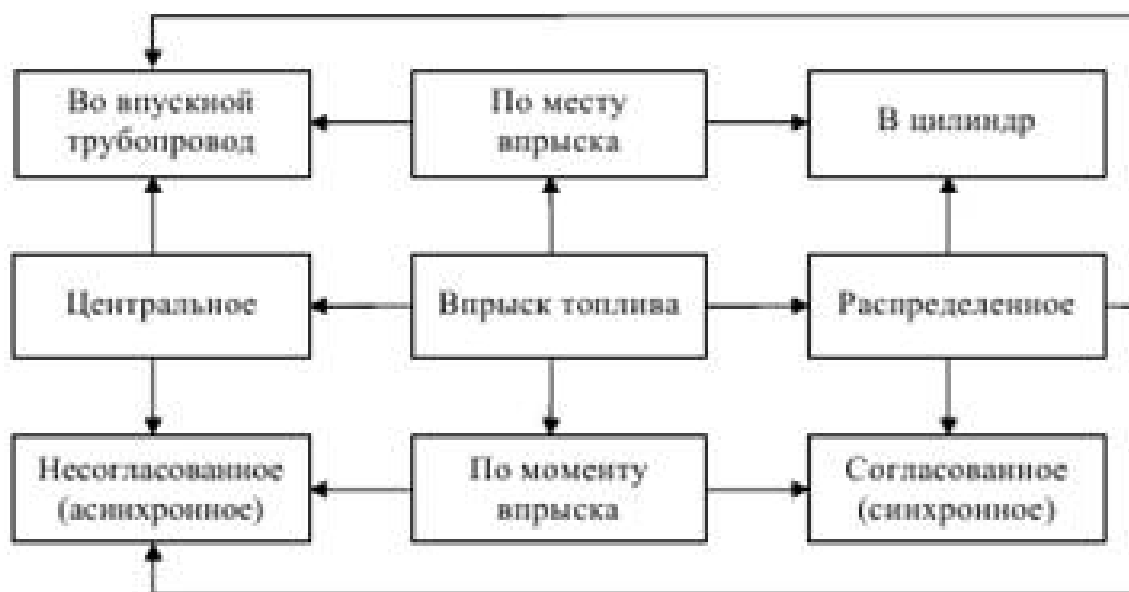 Во впускной
трубопровод
По месту
впрыска
В цилиндр
Центральное
Впрыск топлива
Распределенное
Несогласованное
(асинхронное)
По моменту
впрыска
Согласованное
(синхронное)